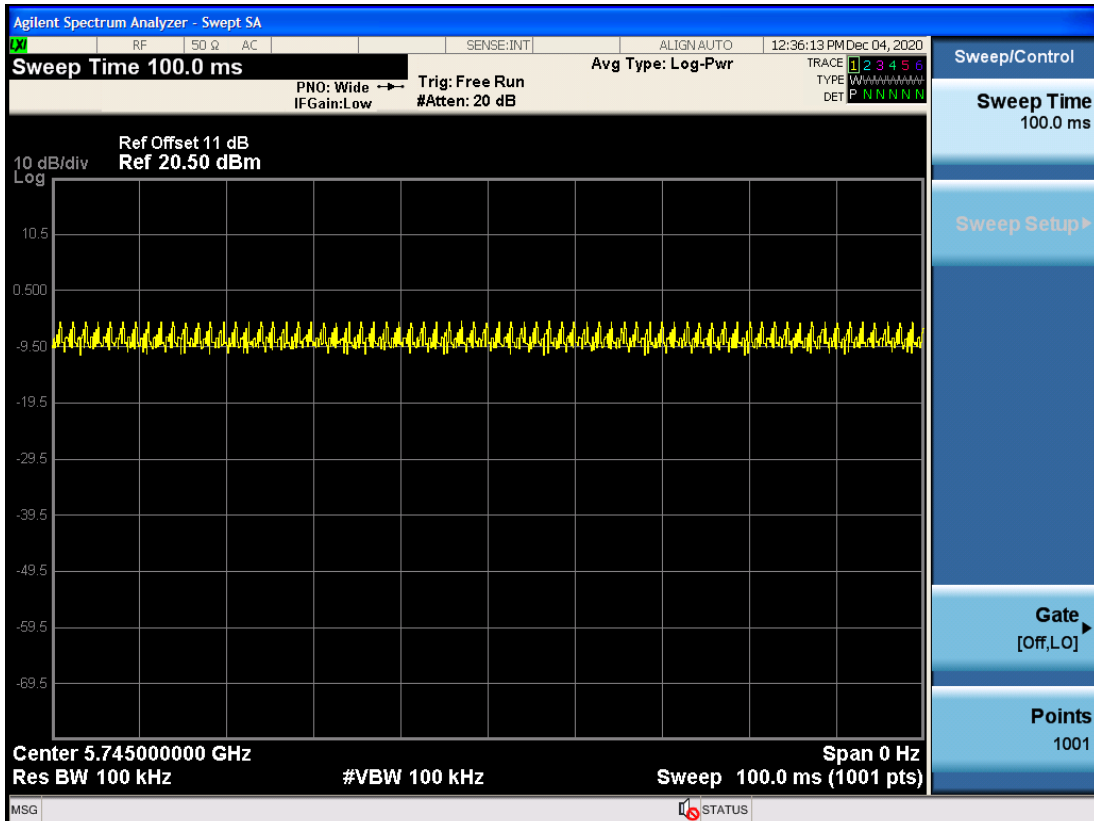 Agilent Spectrum Analyzer - Swept SA
LXI RF 50 Ω AC SENSE:INT ALIGN AUTO 12:36:13 PM Dec 04, 2020
Sweep Time 100.0 ms
PNO: Wide
IFGain:Low
Trig: Free Run
#Atten: 20 dB
Avg Type: Log-Pwr
TRACE 1 2 3 4 5 6
TYPE WWWWWW
DET P N N N N N
Ref Offset 11 dB
10 dB/div Ref 20.50 dBm
Log
10.5
0.500
-9.50
-19.5
-29.5
-39.5
-49.5
-59.5
-69.5
Center 5.745000000 GHz Span 0 Hz
Res BW 100 kHz #VBW 100 kHz Sweep 100.0 ms (1001 pts)
MSG STATUS
Sweep/Control
Sweep Time
100.0 ms
Sweep Setup
Gate
[Off,LO]
Points
1001